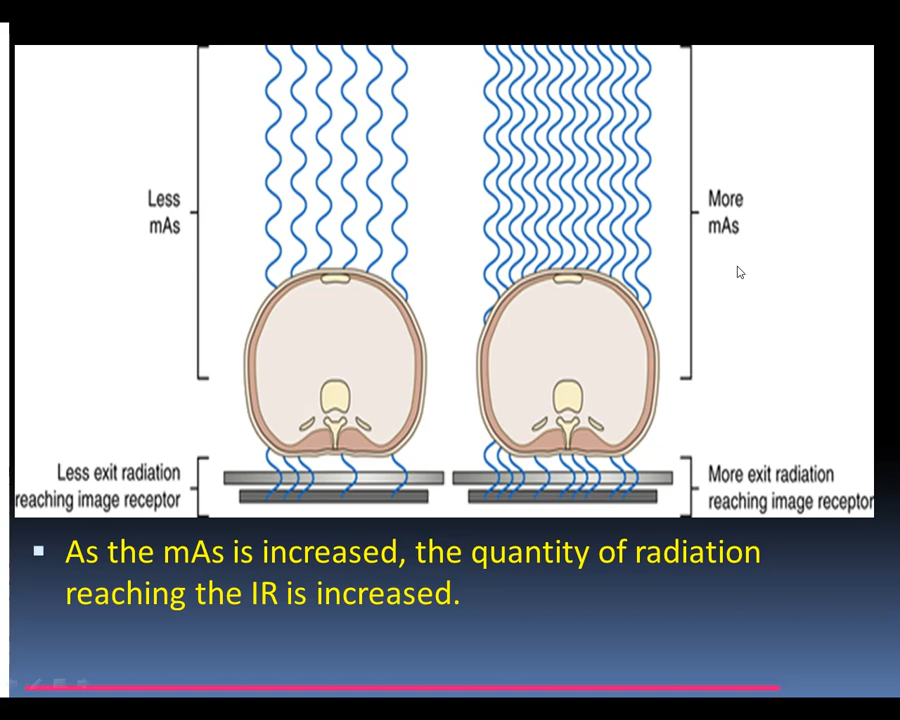 Less
mAs
More
mAs
Less exit radiation
reaching image receptor
More exit radiation
reaching image receptor
As the mAs is increased, the quantity of radiation
reaching the IR is increased.